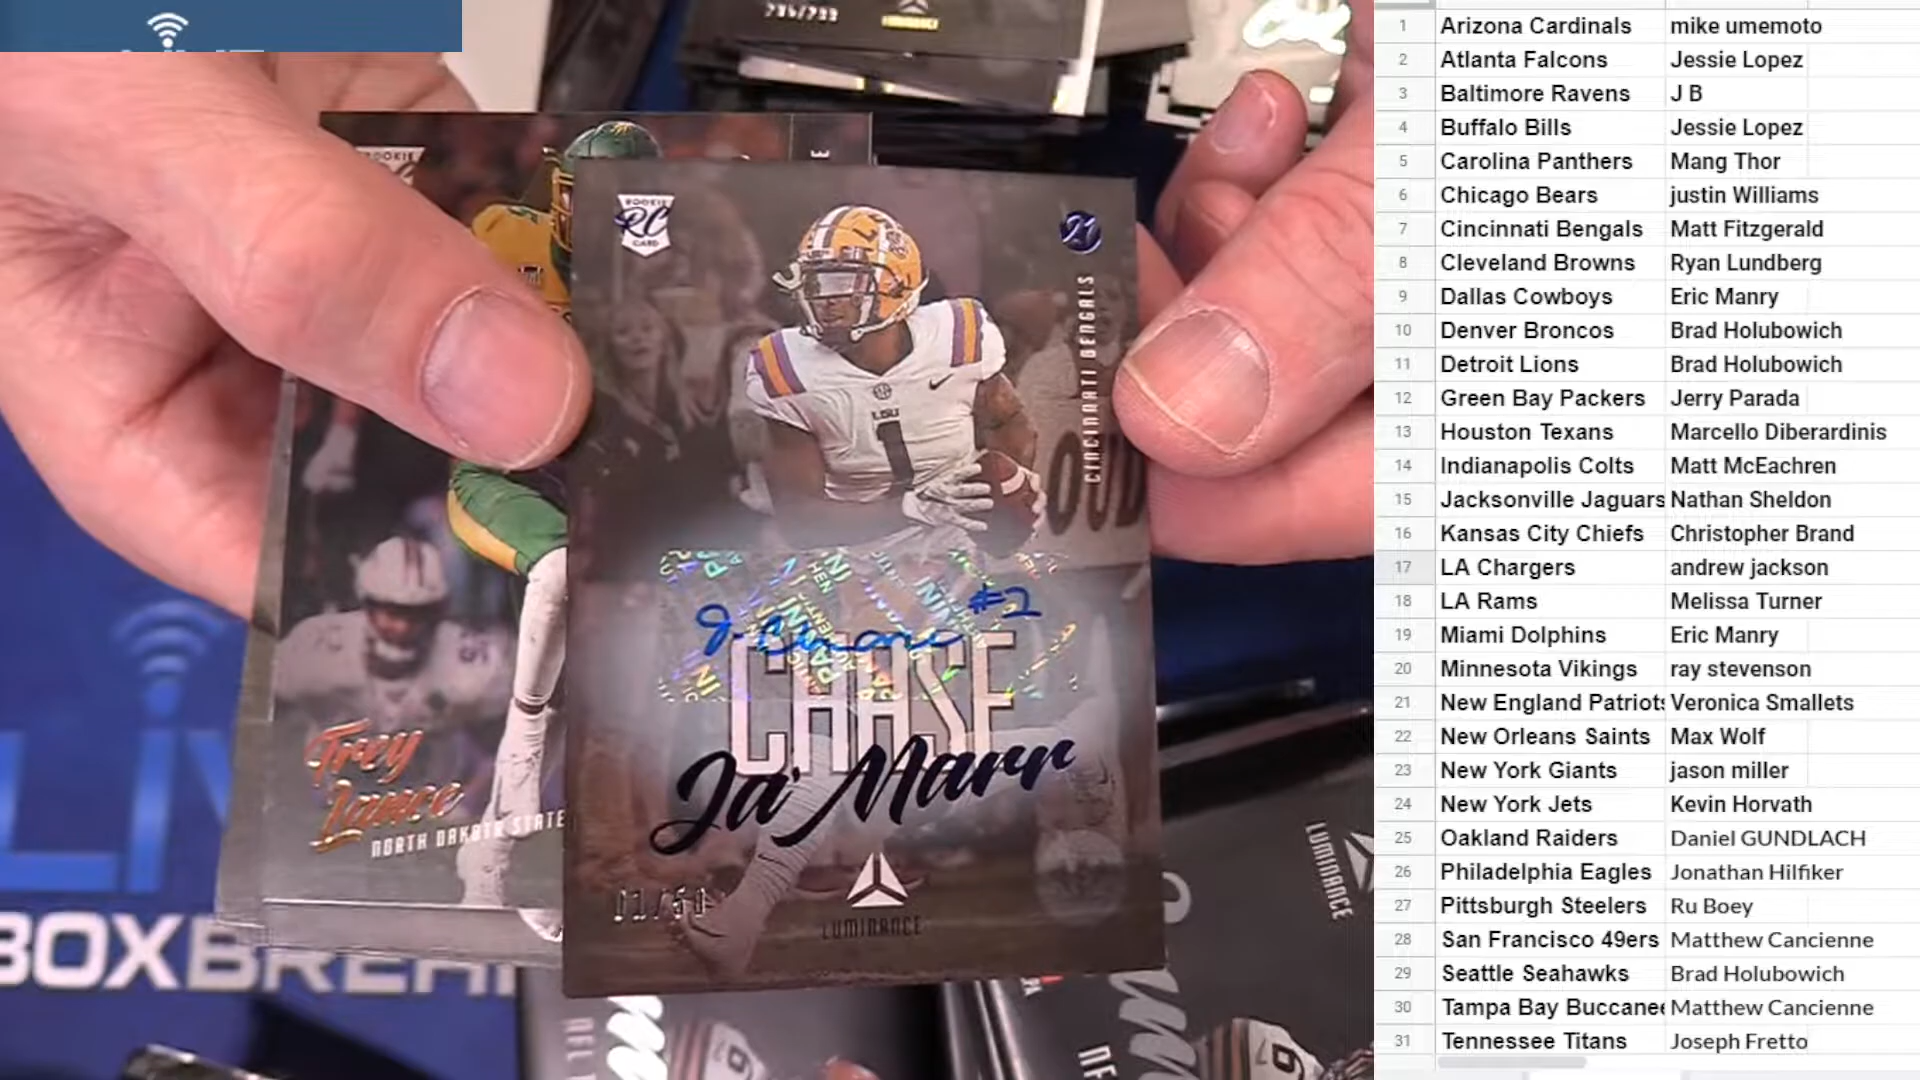 LUMINANCE
ROOKIE
RC
CARD
21
CINCINNATI BENGALS
LSU
1
J. Chase #2
CHASE
Ja'Marr
01/50
LUMINANCE
Trey
Lance
NORTH DAKOTA STATE
LUMINANCE
LIV
BOXBREA
1 Arizona Cardinals mike umemoto
2 Atlanta Falcons Jessie Lopez
3 Baltimore Ravens J B
4 Buffalo Bills Jessie Lopez
5 Carolina Panthers Mang Thor
6 Chicago Bears justin Williams
7 Cincinnati Bengals Matt Fitzgerald
8 Cleveland Browns Ryan Lundberg
9 Dallas Cowboys Eric Manry
10 Denver Broncos Brad Holubowich
11 Detroit Lions Brad Holubowich
12 Green Bay Packers Jerry Parada
13 Houston Texans Marcello Diberardinis
14 Indianapolis Colts Matt McEachren
15 Jacksonville Jaguars Nathan Sheldon
16 Kansas City Chiefs Christopher Brand
17 LA Chargers andrew jackson
18 LA Rams Melissa Turner
19 Miami Dolphins Eric Manry
20 Minnesota Vikings ray stevenson
21 New England Patriots Veronica Smallets
22 New Orleans Saints Max Wolf
23 New York Giants jason miller
24 New York Jets Kevin Horvath
25 Oakland Raiders Daniel GUNDLACH
26 Philadelphia Eagles Jonathan Hilfiker
27 Pittsburgh Steelers Ru Boey
28 San Francisco 49ers Matthew Cancienne
29 Seattle Seahawks Brad Holubowich
30 Tampa Bay Buccanee Matthew Cancienne
31 Tennessee Titans Joseph Fretto